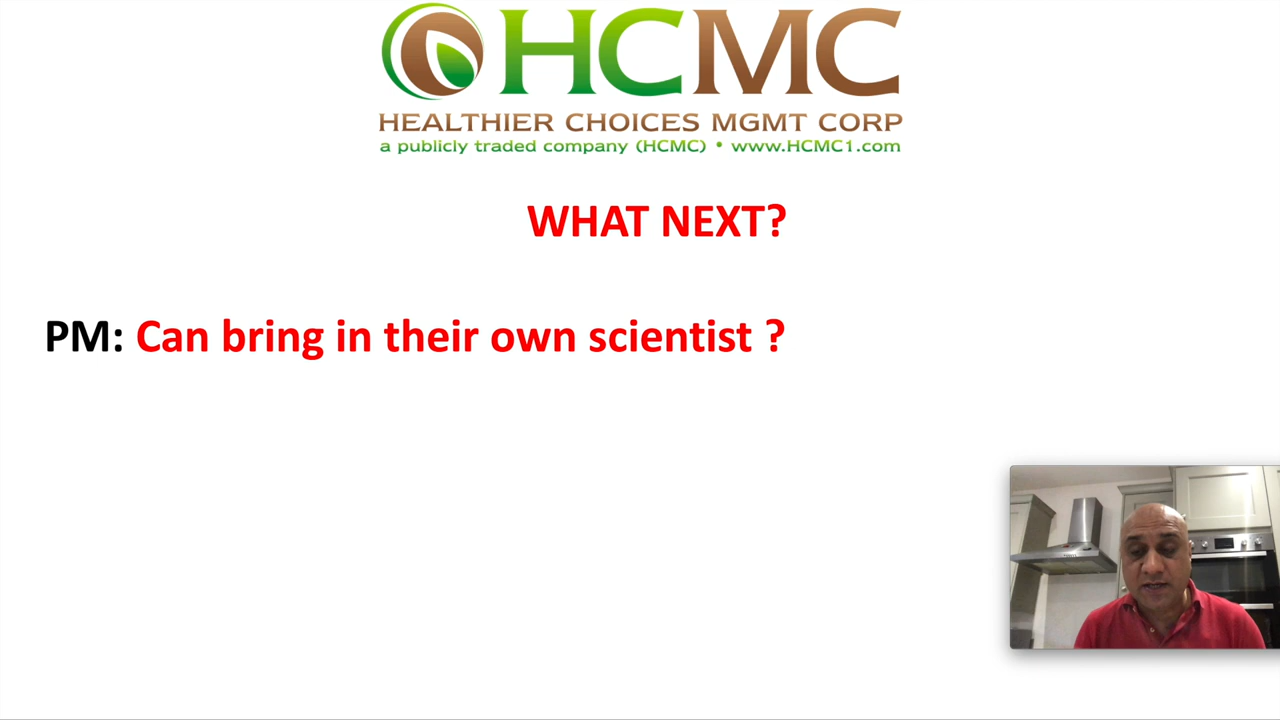 HCMC
HEALTHIER CHOICES MGMT CORP
a publicly traded company (HCMC) • www.HCMC1.com
WHAT NEXT?
PM: Can bring in their own scientist ?